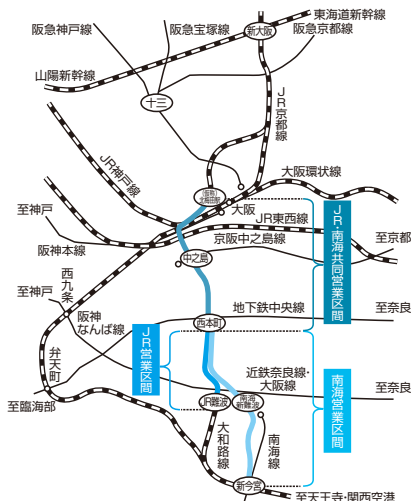 東海道新幹線
阪急神戸線
阪急宝塚線
新大阪
阪急京都線
山陽新幹線
十三
JR京都線
JR神戸線
大阪環状線
(仮称)
北梅田駅
至神戸
大阪
JR東西線
阪神本線
京阪中之島線
至京都
中之島
JR・南海共同営業区間
西九条
至神戸
地下鉄中央線
至奈良
阪神
なんば線
西本町
JR営業区間
弁天町
近鉄奈良線・
大阪線
至奈良
至臨海部
JR難波
南海
新難波
南海営業区間
大和路線
南海線
新今宮
至天王寺・関西空港